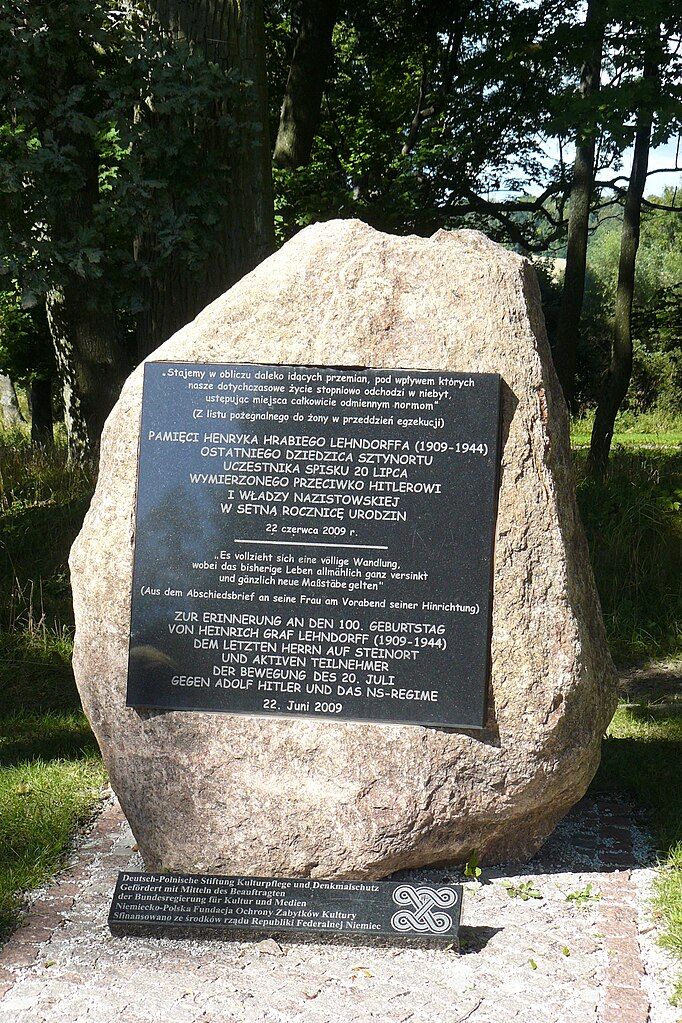 „Stajemy w obliczu daleko idących przemian, pod wpływem których
nasze dotychczasowe życie stopniowo odchodzi w niebyt,
ustępując miejsca całkowicie odmiennym normom”
(Z listu pożegnalnego do żony w przeddzień egzekucji)
PAMIĘCI HENRYKA HRABIEGO LEHNDORFFA (1909-1944)
OSTATNIEGO DZIEDZICA SZTYNORTU
UCZESTNIKA SPISKU 20 LIPCA
WYMIERZONEGO PRZECIWKO HITLEROWI
I WŁADZY NAZISTOWSKIEJ
W SETNĄ ROCZNICĘ URODZIN
22 czerwca 2009 r.
„Es vollzieht sich eine völlige Wandlung,
wobei das bisherige Leben allmählich ganz versinkt
und gänzlich neue Maßstäbe gelten”
(Aus dem Abschiedsbrief an seine Frau am Vorabend seiner Hinrichtung)
ZUR ERINNERUNG AN DEN 100. GEBURTSTAG
VON HEINRICH GRAF LEHNDORFF (1909-1944)
DEM LETZTEN HERRN AUF STEINORT
UND AKTIVEN TEILNEHMER
DER BEWEGUNG DES 20. JULI
GEGEN ADOLF HITLER UND DAS NS-REGIME
22. Juni 2009
Deutsch-Polnische Stiftung Kulturpflege und Denkmalschutz
Gefördert mit Mitteln des Beauftragten
der Bundesregierung für Kultur und Medien
Niemiecko-Polska Fundacja Ochrony Zabytków Kultury
Sfinansowano ze środków rządu Republiki Federalnej Niemiec